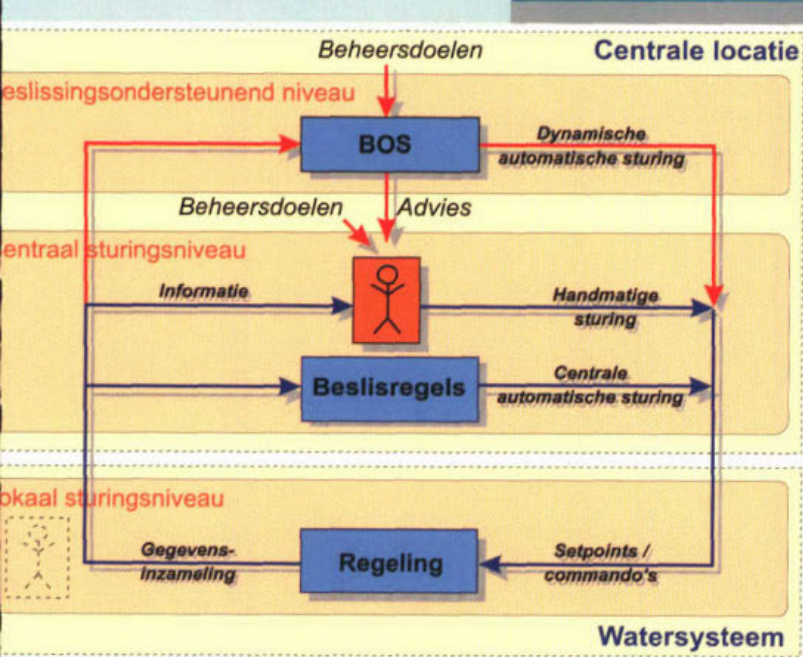 Beheersdoelen
Centrale locatie
eslissingsondersteunend niveau
BOS
Dynamische
automatische sturing
Beheersdoelen
Advies
entraal sturingsniveau
Informatie
Handmatige
sturing
Beslisregels
Centrale
automatische sturing
okaal sturingsniveau
Gegevens-
inzameling
Regeling
Setpoints /
commando's
Watersysteem